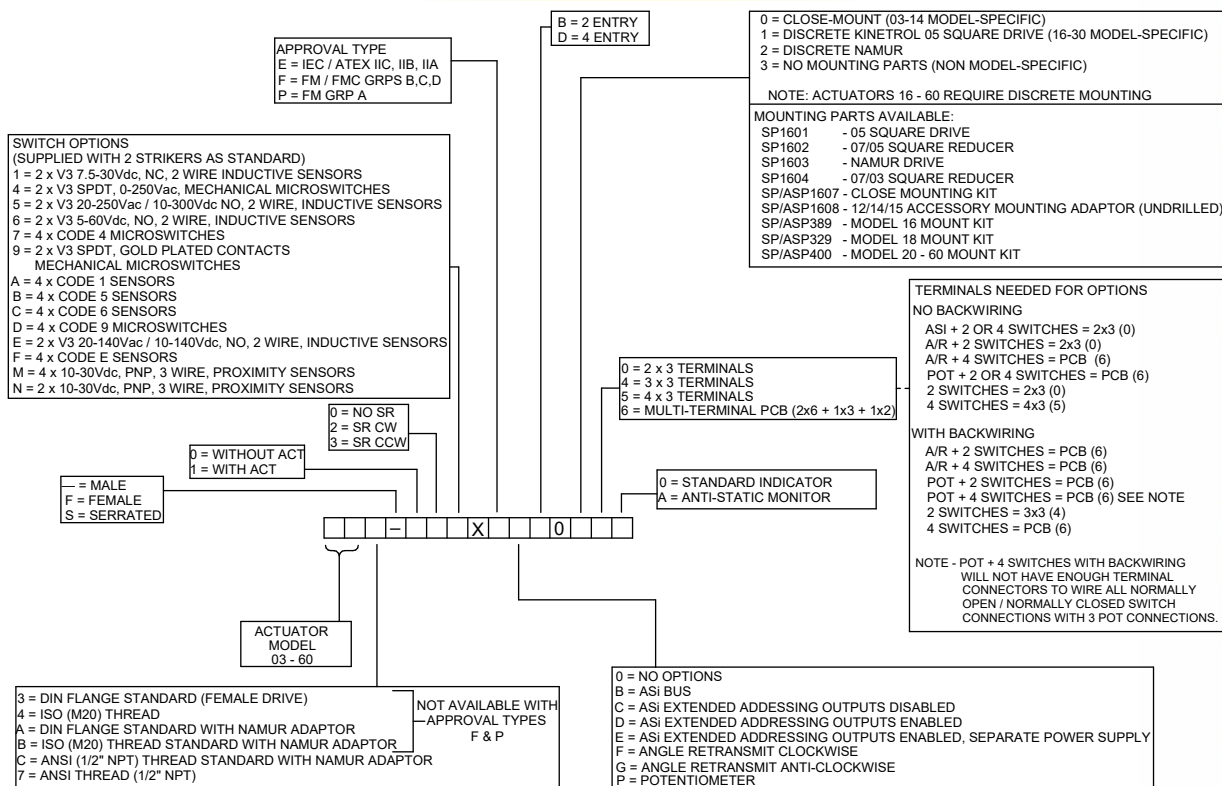 B = 2 ENTRY
D = 4 ENTRY
0 = CLOSE-MOUNT (03-14 MODEL-SPECIFIC)
1 = DISCRETE KINETROL 05 SQUARE DRIVE (16-30 MODEL-SPECIFIC)
2 = DISCRETE NAMUR
3 = NO MOUNTING PARTS (NON MODEL-SPECIFIC)
NOTE: ACTUATORS 16 - 60 REQUIRE DISCRETE MOUNTING
MOUNTING PARTS AVAILABLE:
SP1601 - 05 SQUARE DRIVE
SP1602 - 07/05 SQUARE REDUCER
SP1603 - NAMUR DRIVE
SP1604 - 07/03 SQUARE REDUCER
SP/ASP1607 - CLOSE MOUNTING KIT
SP/ASP1608 - 12/14/15 ACCESSORY MOUNTING ADAPTOR (UNDRILLED)
SP/ASP389 - MODEL 16 MOUNT KIT
SP/ASP329 - MODEL 18 MOUNT KIT
SP/ASP400 - MODEL 20 - 60 MOUNT KIT
APPROVAL TYPE
E = IEC / ATEX IIC, IIB, IIA
F = FM / FMC GRPS B,C,D
P = FM GRP A
SWITCH OPTIONS
(SUPPLIED WITH 2 STRIKERS AS STANDARD)
1 = 2 x V3 7.5-30Vdc, NC, 2 WIRE INDUCTIVE SENSORS
4 = 2 x V3 SPDT, 0-250Vac, MECHANICAL MICROSWITCHES
5 = 2 x V3 20-250Vac / 10-300Vdc NO, 2 WIRE, INDUCTIVE SENSORS
6 = 2 x V3 5-60Vdc, NO, 2 WIRE, INDUCTIVE SENSORS
7 = 4 x CODE 4 MICROSWITCHES
9 = 2 x V3 SPDT, GOLD PLATED CONTACTS
MECHANICAL MICROSWITCHES
A = 4 x CODE 1 SENSORS
B = 4 x CODE 5 SENSORS
C = 4 x CODE 6 SENSORS
D = 4 x CODE 9 MICROSWITCHES
E = 2 x V3 20-140Vac / 10-140Vdc, NO, 2 WIRE, INDUCTIVE SENSORS
F = 4 x CODE E SENSORS
M = 4 x 10-30Vdc, PNP, 3 WIRE, PROXIMITY SENSORS
N = 2 x 10-30Vdc, PNP, 3 WIRE, PROXIMITY SENSORS
TERMINALS NEEDED FOR OPTIONS
NO BACKWIRING
ASI + 2 OR 4 SWITCHES = 2x3 (0)
A/R + 2 SWITCHES = 2x3 (0)
A/R + 4 SWITCHES = PCB (6)
POT + 2 OR 4 SWITCHES = PCB (6)
2 SWITCHES = 2x3 (0)
4 SWITCHES = 4x3 (5)
WITH BACKWIRING
A/R + 2 SWITCHES = PCB (6)
A/R + 4 SWITCHES = PCB (6)
POT + 2 SWITCHES = PCB (6)
POT + 4 SWITCHES = PCB (6) SEE NOTE
2 SWITCHES = 3x3 (4)
4 SWITCHES = PCB (6)
NOTE - POT + 4 SWITCHES WITH BACKWIRING
WILL NOT HAVE ENOUGH TERMINAL
CONNECTORS TO WIRE ALL NORMALLY
OPEN / NORMALLY CLOSED SWITCH
CONNECTIONS WITH 3 POT CONNECTIONS.
0 = 2 x 3 TERMINALS
4 = 3 x 3 TERMINALS
5 = 4 x 3 TERMINALS
6 = MULTI-TERMINAL PCB (2x6 + 1x3 + 1x2)
0 = NO SR
2 = SR CW
3 = SR CCW
0 = WITHOUT ACT
1 = WITH ACT
— = MALE
F = FEMALE
S = SERRATED
0 = STANDARD INDICATOR
A = ANTI-STATIC MONITOR
– X 0
ACTUATOR
MODEL
03 - 60
3 = DIN FLANGE STANDARD (FEMALE DRIVE)
4 = ISO (M20) THREAD
A = DIN FLANGE STANDARD WITH NAMUR ADAPTOR
B = ISO (M20) THREAD STANDARD WITH NAMUR ADAPTOR
C = ANSI (1/2" NPT) THREAD STANDARD WITH NAMUR ADAPTOR
7 = ANSI THREAD (1/2" NPT)
NOT AVAILABLE WITH
APPROVAL TYPES
F & P
0 = NO OPTIONS
B = ASi BUS
C = ASi EXTENDED ADDESSING OUTPUTS DISABLED
D = ASi EXTENDED ADDRESSING OUTPUTS ENABLED
E = ASi EXTENDED ADDRESSING OUTPUTS ENABLED, SEPARATE POWER SUPPLY
F = ANGLE RETRANSMIT CLOCKWISE
G = ANGLE RETRANSMIT ANTI-CLOCKWISE
P = POTENTIOMETER